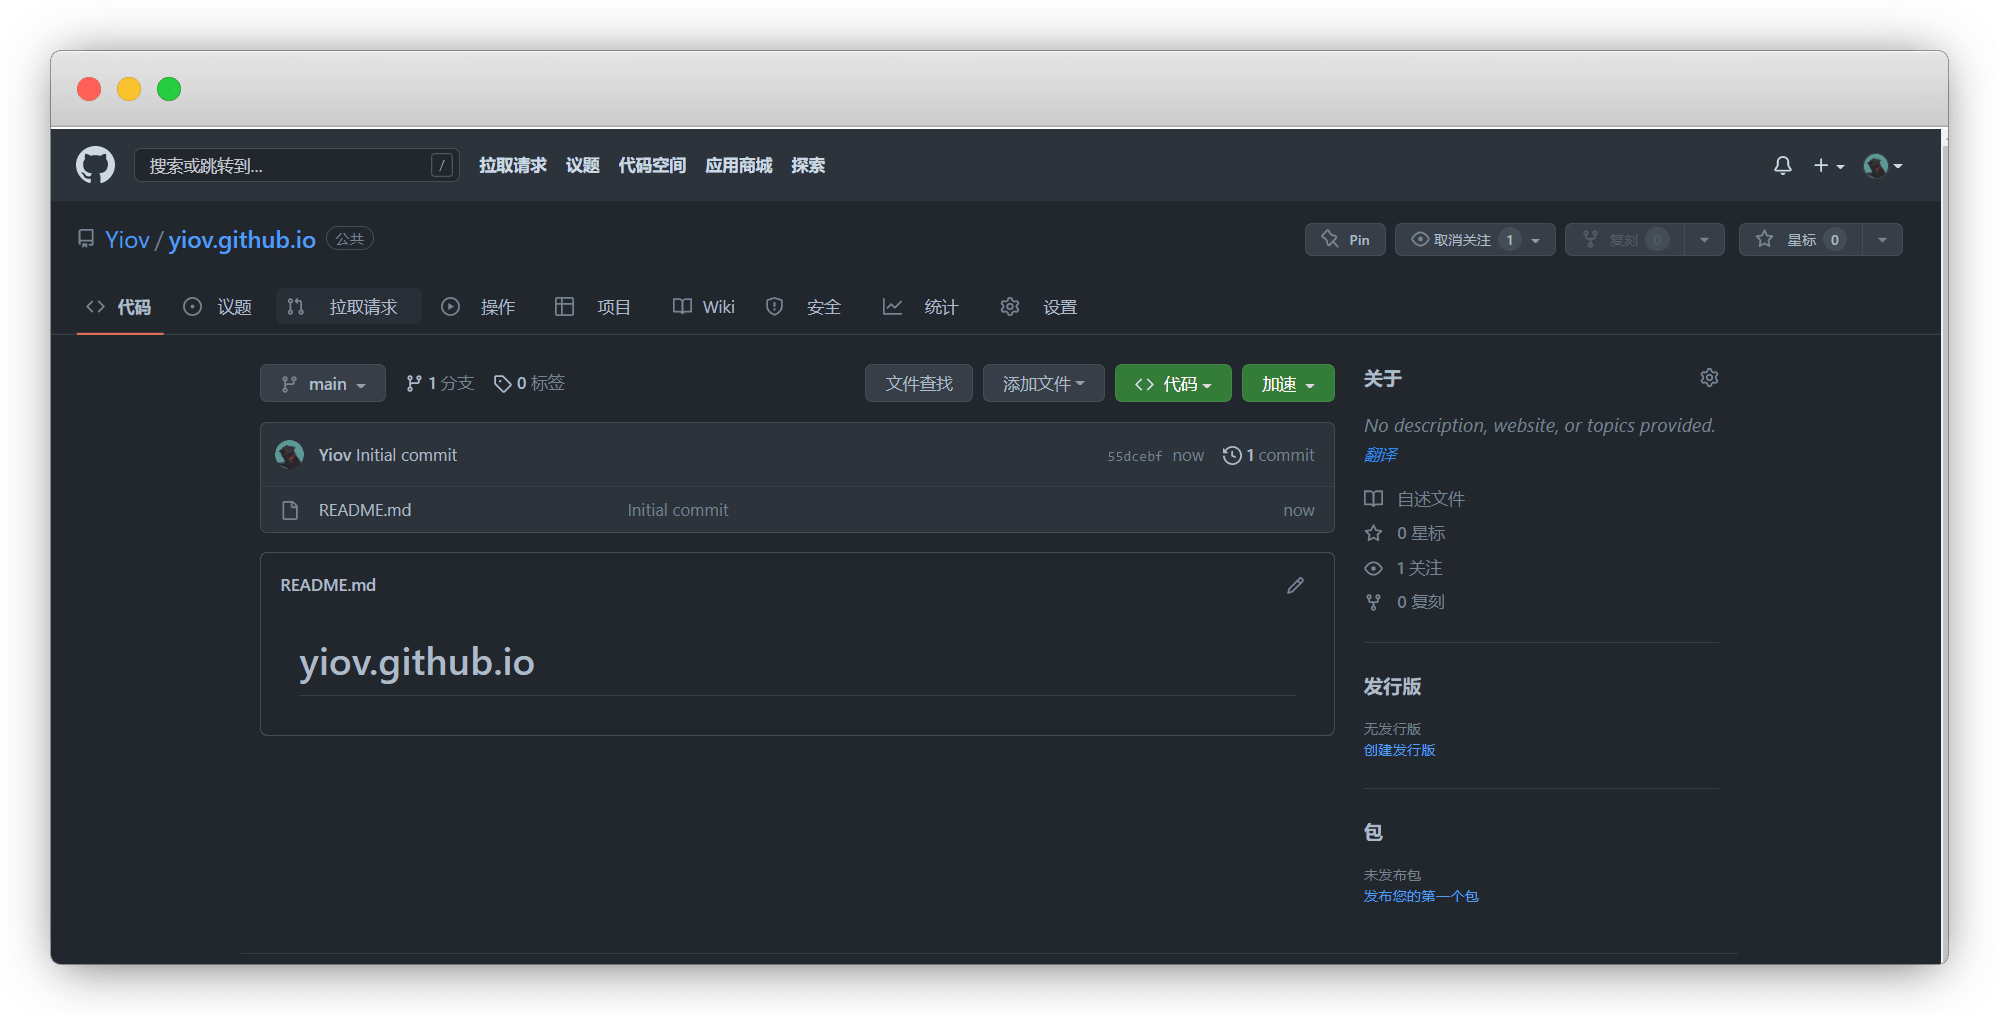 搜索或跳转到... / 拉取请求 议题 代码空间 应用商城 探索
Yiov / yiov.github.io 公共 Pin 取消关注 1 复刻 0 星标 0
代码 议题 拉取请求 操作 项目 Wiki 安全 统计 设置
main 1 分支 0 标签 文件查找 添加文件 代码 加速
Yiov Initial commit 55dcebf now 1 commit
README.md Initial commit now
README.md
yiov.github.io
关于
No description, website, or topics provided.
翻译
自述文件
0 星标
1 关注
0 复刻
发行版
无发行版
创建发行版
包
未发布包
发布您的第一个包